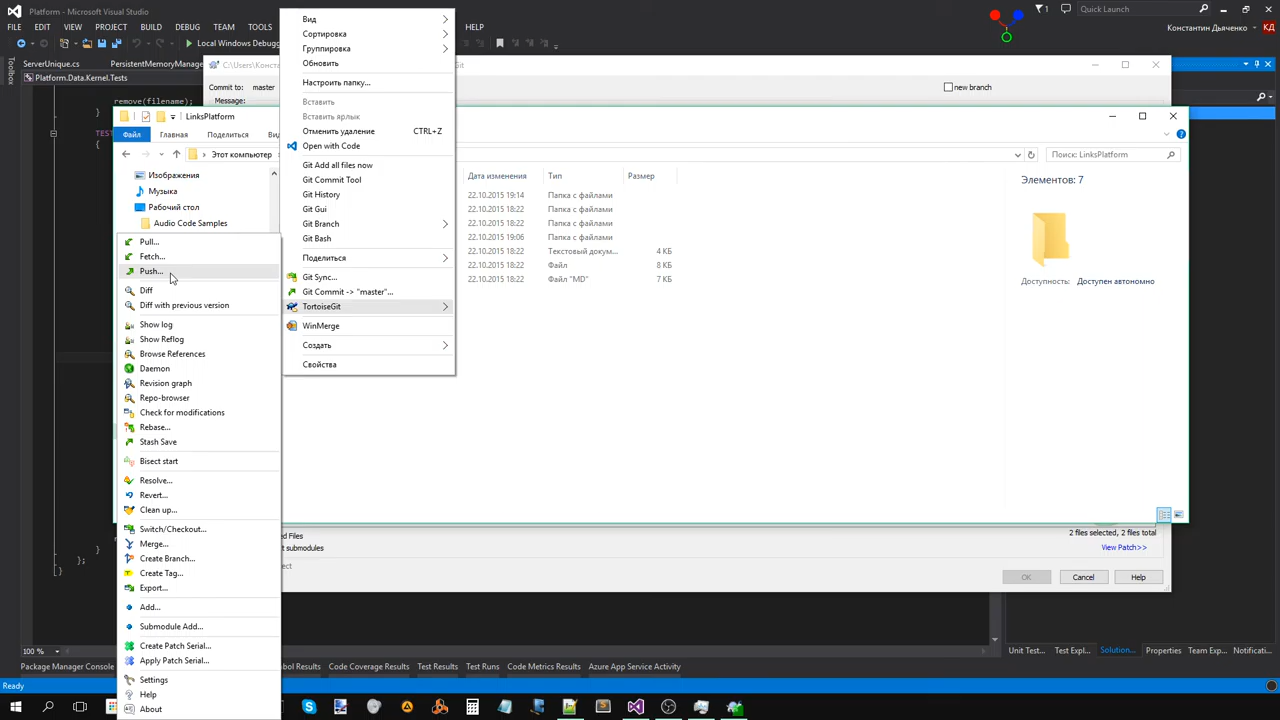 Platform - Microsoft Visual Studio
1
Quick Launch
FILE EDIT VIEW
TEAM TOOLS
HELP
Константин Дьяченко КД
Local Windows Debugg
ServerUnique.cs PersistentMemoryManage
C:\Users\Конста
Platform.Data.Kernel.Tests
Commit to: master
new branch
Message:
remove(filename);
}
TEST
{
Toolbox
LinksPlatform
Файл Главная Поделиться Вид
Этот компьютер
Поиск: LinksPlatform
Изображения
Музыка
Рабочий стол
Audio Code Samples
Дата изменения Тип Размер
22.10.2015 19:14 Папка с файлами
22.10.2015 18:22 Папка с файлами
22.10.2015 18:22 Папка с файлами
22.10.2015 19:06 Папка с файлами
22.10.2015 18:22 Текстовый докум... 4 КБ
22.10.2015 18:22 Файл 8 КБ
22.10.2015 18:22 Файл "MD" 7 КБ
Элементов: 7
Доступность: Доступен автономно
Вид
Сортировка
Группировка
Обновить
Настроить папку...
Вставить
Вставить ярлык
Отменить удаление CTRL+Z
Open with Code
Git Add all files now
Git Commit Tool
Git History
Git Gui
Git Branch
Git Bash
Поделиться
Git Sync...
Git Commit -> "master"...
TortoiseGit
WinMerge
Создать
Свойства
Pull...
Fetch...
Push...
Diff
Diff with previous version
Show log
Show Reflog
Browse References
Daemon
Revision graph
Repo-browser
Check for modifications
Rebase...
Stash Save
Bisect start
Resolve...
Revert...
Clean up...
Switch/Checkout...
Merge...
Create Branch...
Create Tag...
Export...
Add...
Submodule Add...
Create Patch Serial...
Apply Patch Serial...
Settings
Help
About
2 files selected, 2 files total
View Patch>>
OK Cancel Help
}
};
}
100 %
Unit Test... Test Expl... Solution... Properties Team Exp... Notificati...
Package Manager Console
Results Code Coverage Results Test Results Test Runs Code Metrics Results Azure App Service Activity
Ready